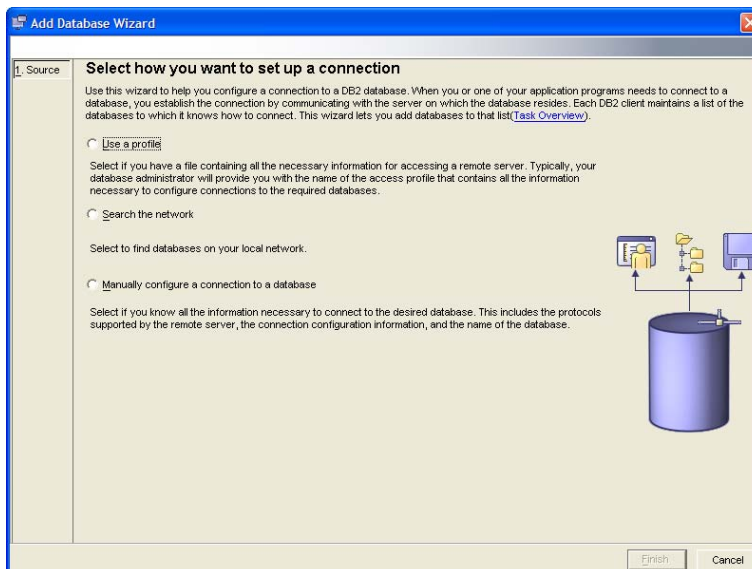 Add Database Wizard
1. Source
Select how you want to set up a connection
Use this wizard to help you configure a connection to a DB2 database. When you or one of your application programs needs to connect to a
database, you establish the connection by communicating with the server on which the database resides. Each DB2 client maintains a list of the
databases to which it knows how to connect. This wizard lets you add databases to that list(Task Overview).
Use a profile
Select if you have a file containing all the necessary information for accessing a remote server. Typically, your
database administrator will provide you with the name of the access profile that contains all the information
necessary to configure connections to the required databases.
Search the network
Select to find databases on your local network.
Manually configure a connection to a database
Select if you know all the information necessary to connect to the desired database. This includes the protocols
supported by the remote server, the connection configuration information, and the name of the database.
Finish
Cancel